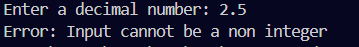 Enter a decimal number: 2.5
Error: Input cannot be a non integer